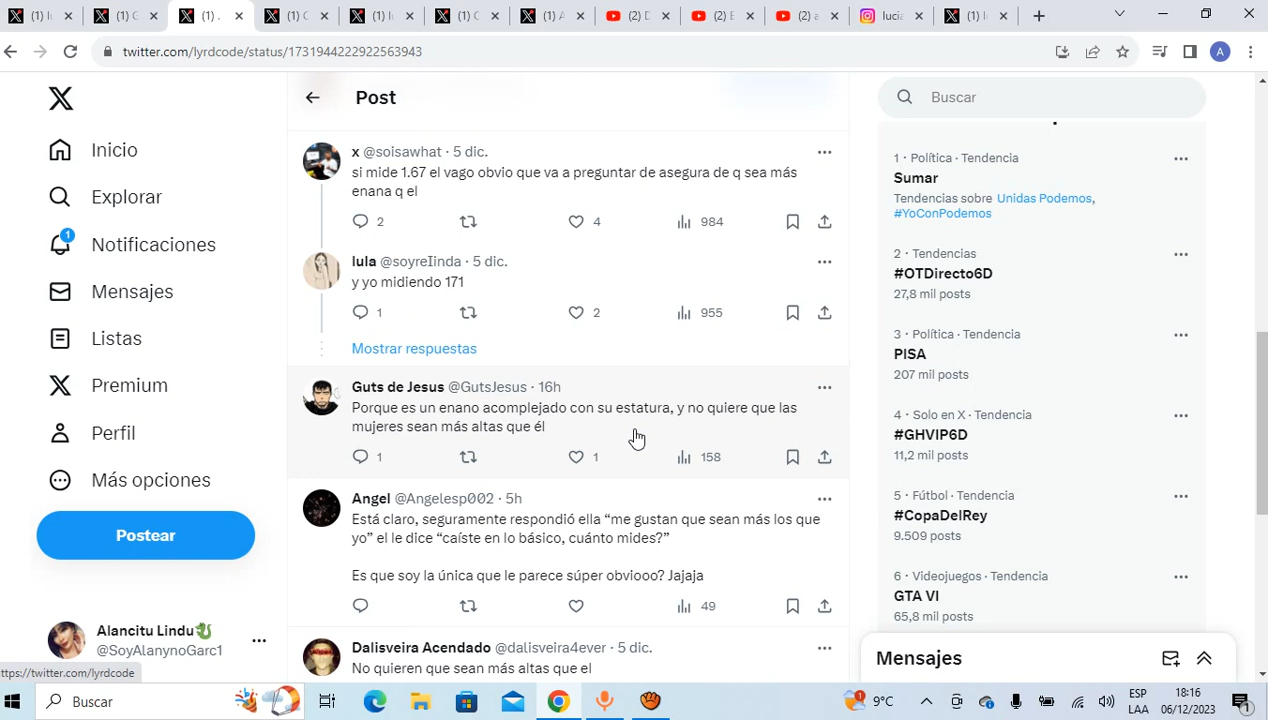 (1) lu
(1) G
(1) .
(1) C
(1) lu
(1) C
(1) A
(2) D
(2) E
(2) a
lucia
(1) l
twitter.com/lyrdcode/status/1731944222922563943
A
Inicio
Explorar
1
Notificaciones
Mensajes
Listas
Premium
Perfil
Más opciones
Postear
Alancitu Lindu
@SoyAlanynoGarc1
ttps://twitter.com/lyrdcode
Post
x @soisawhat · 5 dic.
si mide 1.67 el vago obvio que va a preguntar de asegura de q sea más
enana q el
2 4 984
lula @soyreIinda · 5 dic.
y yo midiendo 171
1 2 955
Mostrar respuestas
Guts de Jesus @GutsJesus · 16h
Porque es un enano acomplejado con su estatura, y no quiere que las
mujeres sean más altas que él
1 1 158
Angel @Angelesp002 · 5h
Está claro, seguramente respondió ella “me gustan que sean más los que
yo” el le dice “caíste en lo básico, cuánto mides?”
Es que soy la única que le parece súper obviooo? Jajaja
49
Dalisveira Acendado @dalisveira4ever · 5 dic.
No quieren que sean más altas que el
Buscar
1 · Política · Tendencia
Sumar
Tendencias sobre Unidas Podemos,
#YoConPodemos
2 · Tendencias
#OTDirecto6D
27,8 mil posts
3 · Política · Tendencia
PISA
207 mil posts
4 · Solo en X · Tendencia
#GHVIP6D
11,2 mil posts
5 · Fútbol · Tendencia
#CopaDelRey
9.509 posts
6 · Videojuegos · Tendencia
GTA VI
65,8 mil posts
Mensajes
Buscar
1
9°C
ESP
LAA
18:16
06/12/2023
1